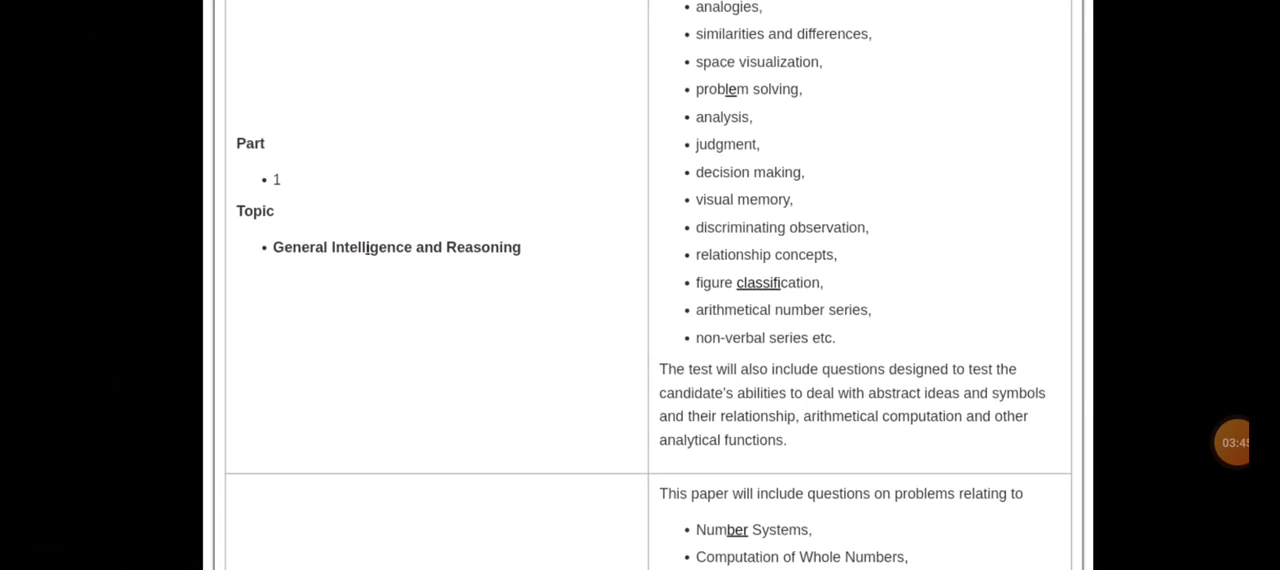 Part
• 1
Topic
• General Intelligence and Reasoning
• analogies,
• similarities and differences,
• space visualization,
• problem solving,
• analysis,
• judgment,
• decision making,
• visual memory,
• discriminating observation,
• relationship concepts,
• figure classification,
• arithmetical number series,
• non-verbal series etc.
The test will also include questions designed to test the
candidate's abilities to deal with abstract ideas and symbols
and their relationship, arithmetical computation and other
analytical functions.
This paper will include questions on problems relating to
• Number Systems,
• Computation of Whole Numbers,